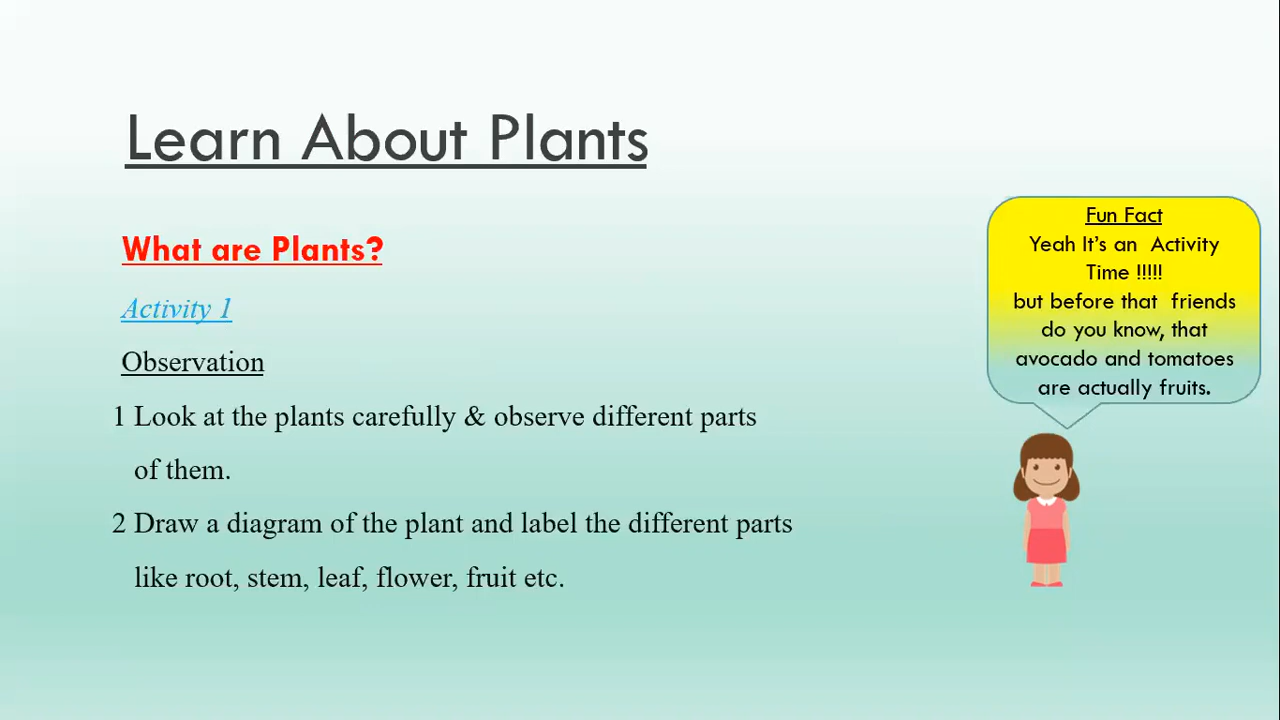 Learn About Plants
What are Plants?
Activity 1
Observation
1 Look at the plants carefully & observe different parts
of them.
2 Draw a diagram of the plant and label the different parts
like root, stem, leaf, flower, fruit etc.
Fun Fact
Yeah It's an Activity
Time !!!!!
but before that friends
do you know, that
avocado and tomatoes
are actually fruits.